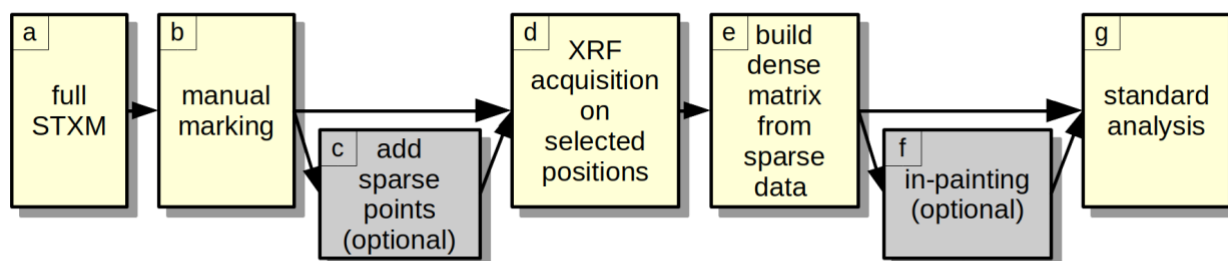 a
full
STXM
b
manual
marking
c
add
sparse
points
(optional)
d
XRF
acquisition
on
selected
positions
e
build
dense
matrix
from
sparse
data
f
in-painting
(optional)
g
standard
analysis